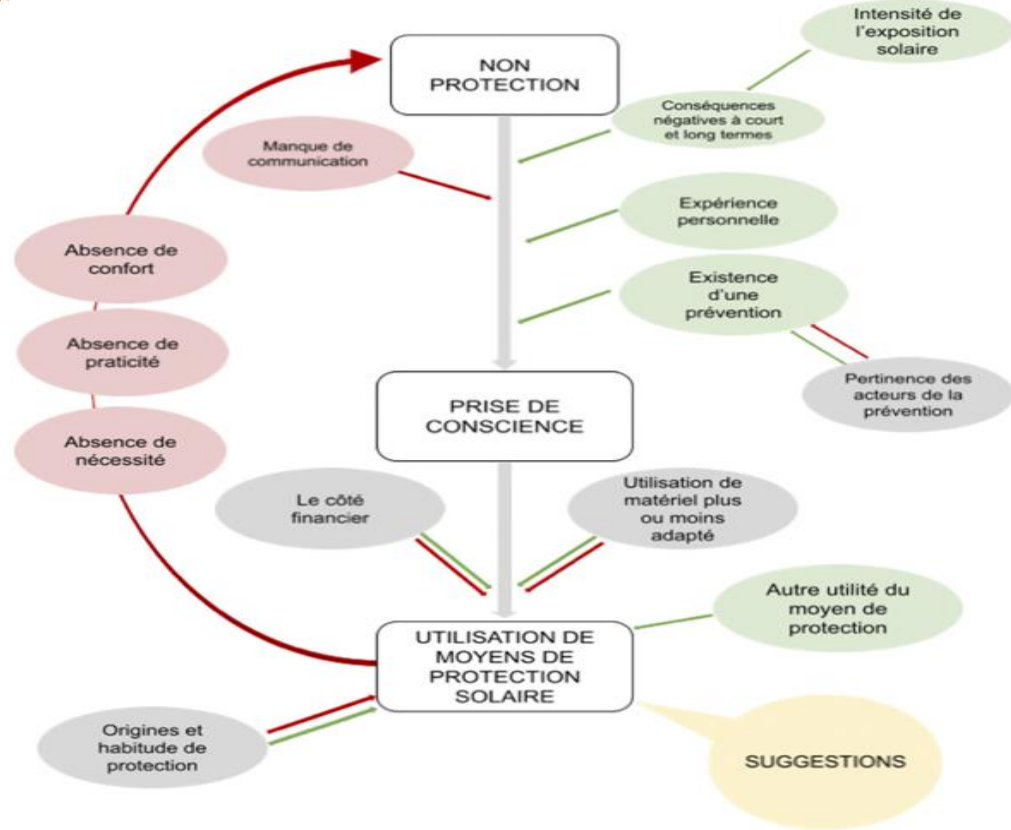 Intensité de
l'exposition
solaire
NON
PROTECTION
Conséquences
négatives à court
et long termes
Manque de
communication
Expérience
personnelle
Absence de
confort
Existence
d'une
prévention
Absence de
praticité
Pertinence des
acteurs de la
prévention
PRISE DE
CONSCIENCE
Absence de
nécessité
Le côté
financier
Utilisation de
matériel plus
ou moins
adapté
Autre utilité du
moyen de
protection
UTILISATION DE
MOYENS DE
PROTECTION
SOLAIRE
Origines et
habitude de
protection
SUGGESTIONS